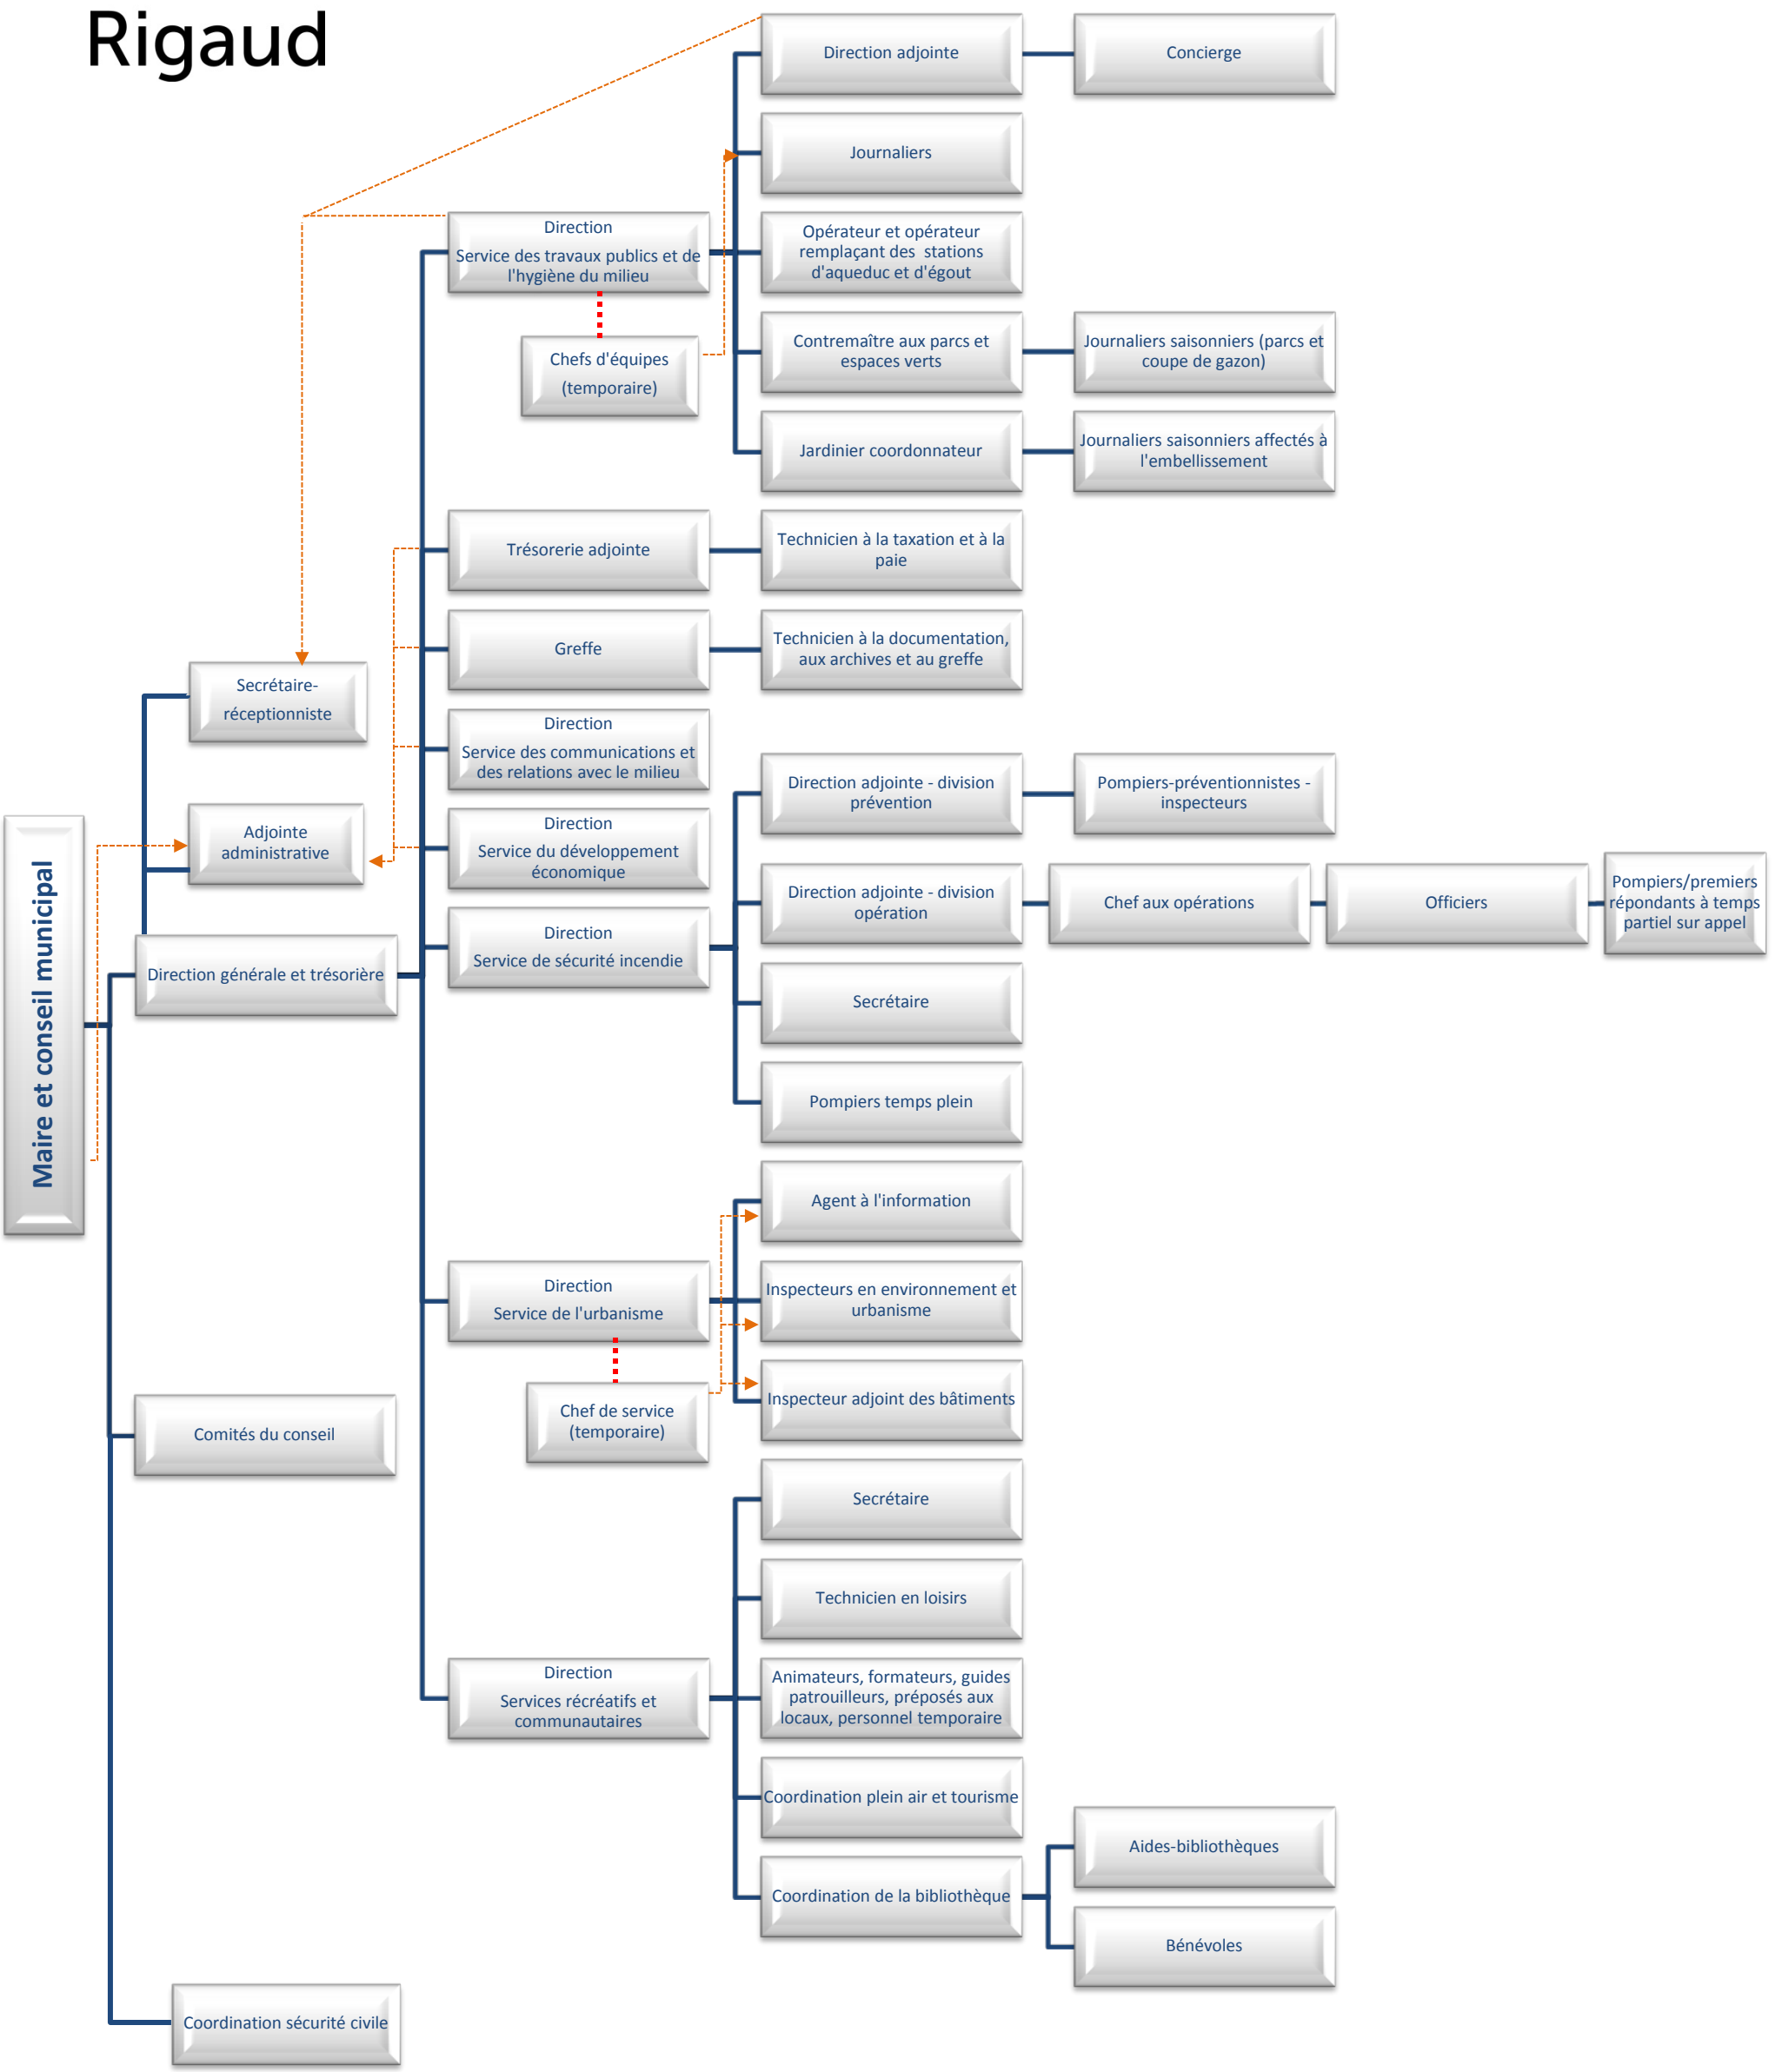 Rigaud
Direction adjointe
Concierge
Journaliers
Direction
Service des travaux publics et de
l'hygiène du milieu
Opérateur et opérateur
remplaçant des stations
d'aqueduc et d'égout
Chefs d'équipes
(temporaire)
Contremaître aux parcs et
espaces verts
Journaliers saisonniers (parcs et
coupe de gazon)
Jardinier coordonnateur
Journaliers saisonniers affectés à
l'embellissement
Trésorerie adjointe
Technicien à la taxation et à la
paie
Greffe
Technicien à la documentation,
aux archives et au greffe
Secrétaire-
réceptionniste
Direction
Service des communications et
des relations avec le milieu
Direction adjointe - division
prévention
Pompiers-préventionnistes -
inspecteurs
Adjointe
administrative
Direction
Service du développement
économique
Direction adjointe - division
opération
Chef aux opérations
Officiers
Pompiers/premiers
répondants à temps
partiel sur appel
Maire et conseil municipal
Direction générale et trésorière
Direction
Service de sécurité incendie
Secrétaire
Pompiers temps plein
Agent à l'information
Direction
Service de l'urbanisme
Inspecteurs en environnement et
urbanisme
Chef de service
(temporaire)
Inspecteur adjoint des bâtiments
Comités du conseil
Secrétaire
Technicien en loisirs
Direction
Services récréatifs et
communautaires
Animateurs, formateurs, guides
patrouilleurs, préposés aux
locaux, personnel temporaire
Coordination plein air et tourisme
Coordination de la bibliothèque
Aides-bibliothèques
Bénévoles
Coordination sécurité civile